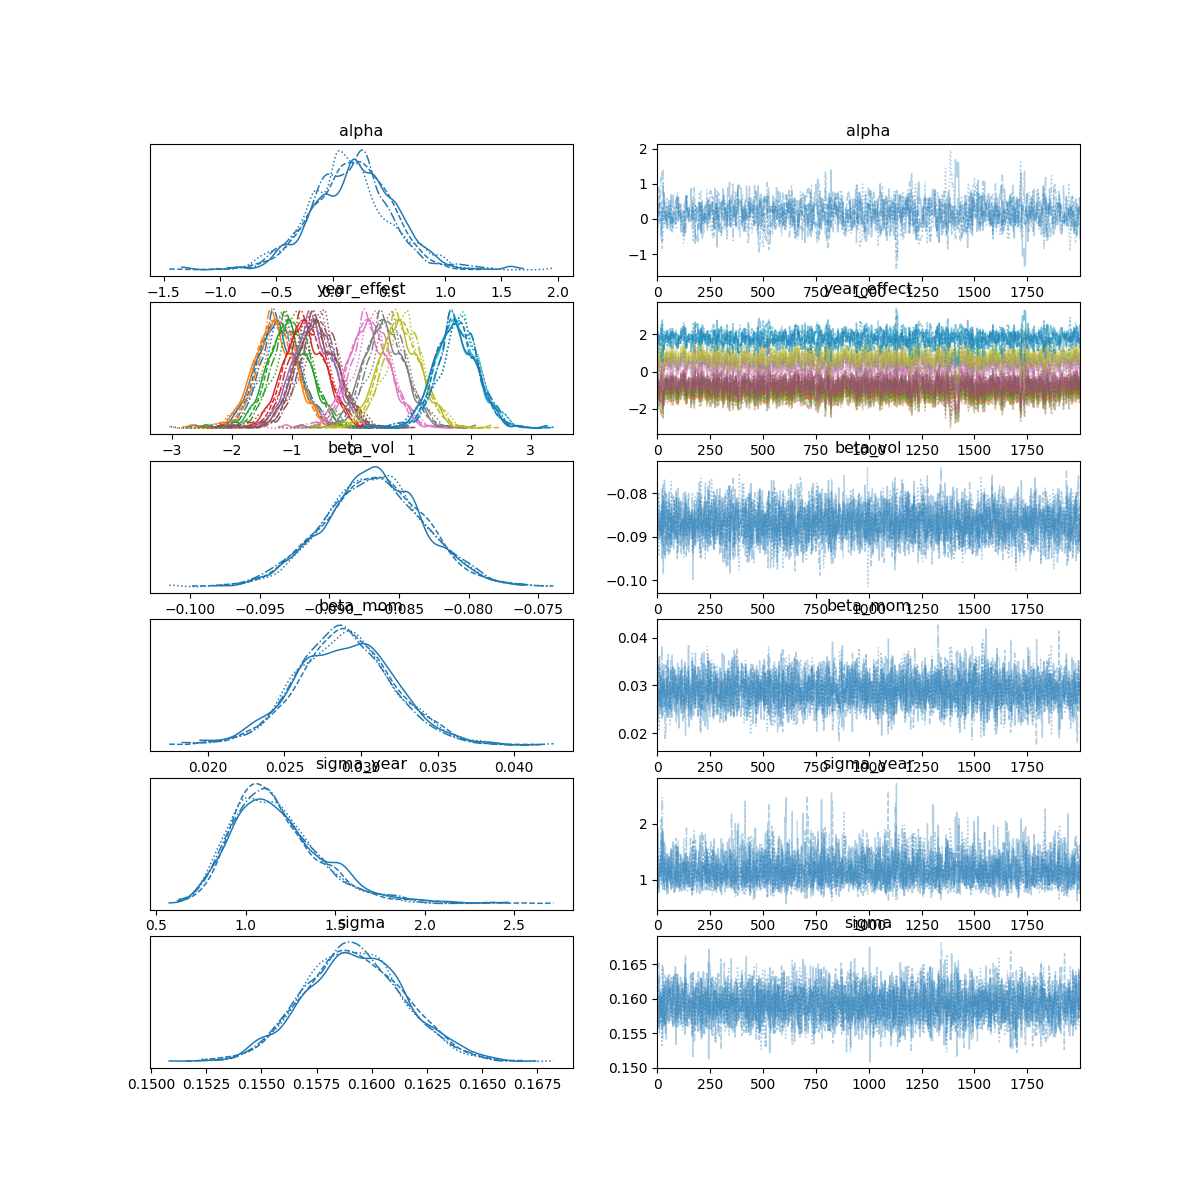 alpha
alpha
−1.5 −1.0 −0.5 0.0 0.5 1.0 1.5 2.0
2
1
0
−1
0 250 500 750 1000 1250 1500 1750
year_effect
year_effect
−3 −2 −1 0 1 2 3
2
0
−2
0 250 500 750 1000 1250 1500 1750
beta_vol
beta_vol
−0.100 −0.095 −0.090 −0.085 −0.080 −0.075
−0.08
−0.09
−0.10
0 250 500 750 1000 1250 1500 1750
beta_mom
beta_mom
0.020 0.025 0.030 0.035 0.040
0.04
0.03
0.02
0 250 500 750 1000 1250 1500 1750
sigma_year
sigma_year
0.5 1.0 1.5 2.0 2.5
2
1
0 250 500 750 1000 1250 1500 1750
sigma
sigma
0.1500 0.1525 0.1550 0.1575 0.1600 0.1625 0.1650 0.1675
0.165
0.160
0.155
0.150
0 250 500 750 1000 1250 1500 1750